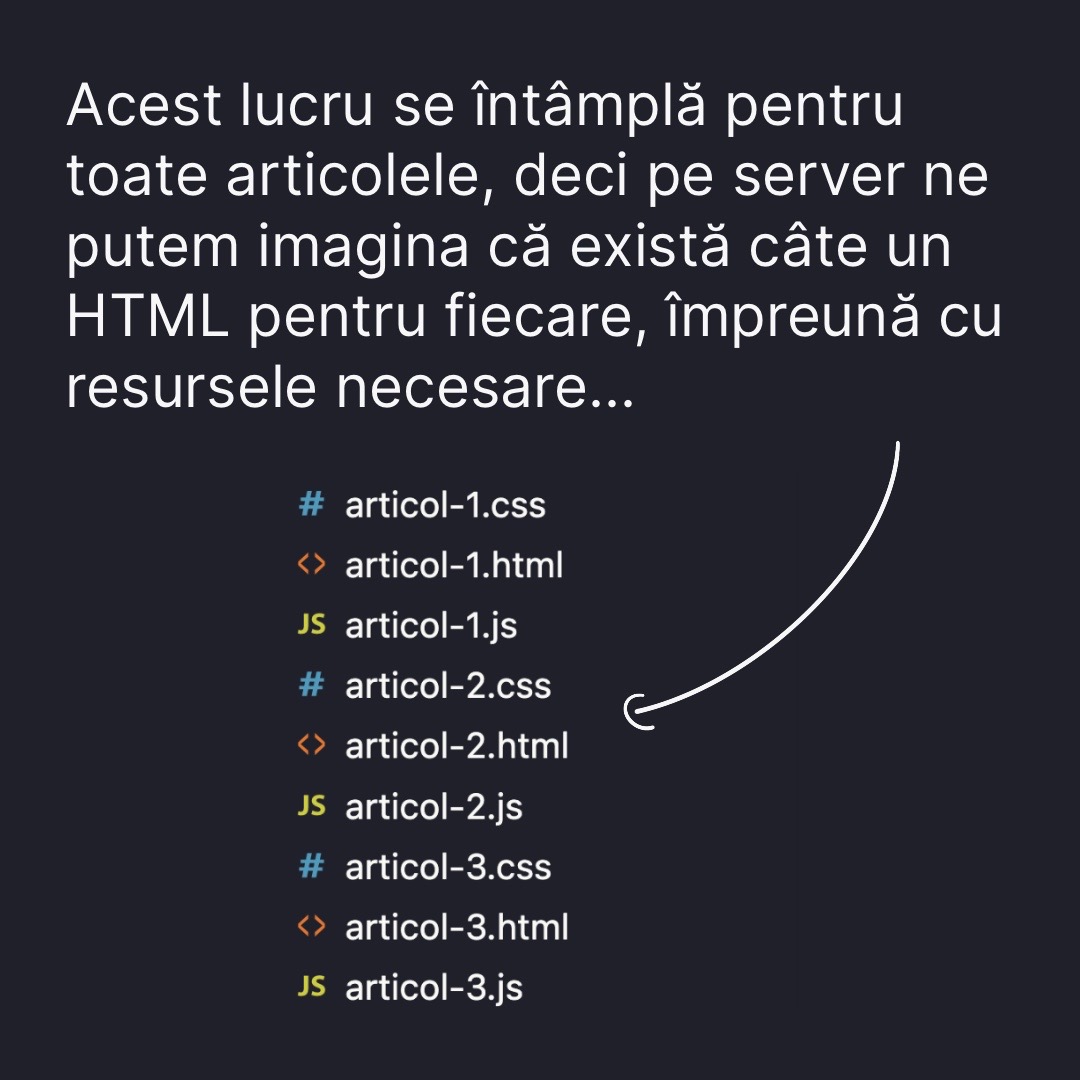 Acest lucru se întâmplă pentru
toate articolele, deci pe server ne
putem imagina că există câte un
HTML pentru fiecare, împreună cu
resursele necesare...
# articol-1.css
<> articol-1.html
JS articol-1.js
# articol-2.css
<> articol-2.html
JS articol-2.js
# articol-3.css
<> articol-3.html
JS articol-3.js